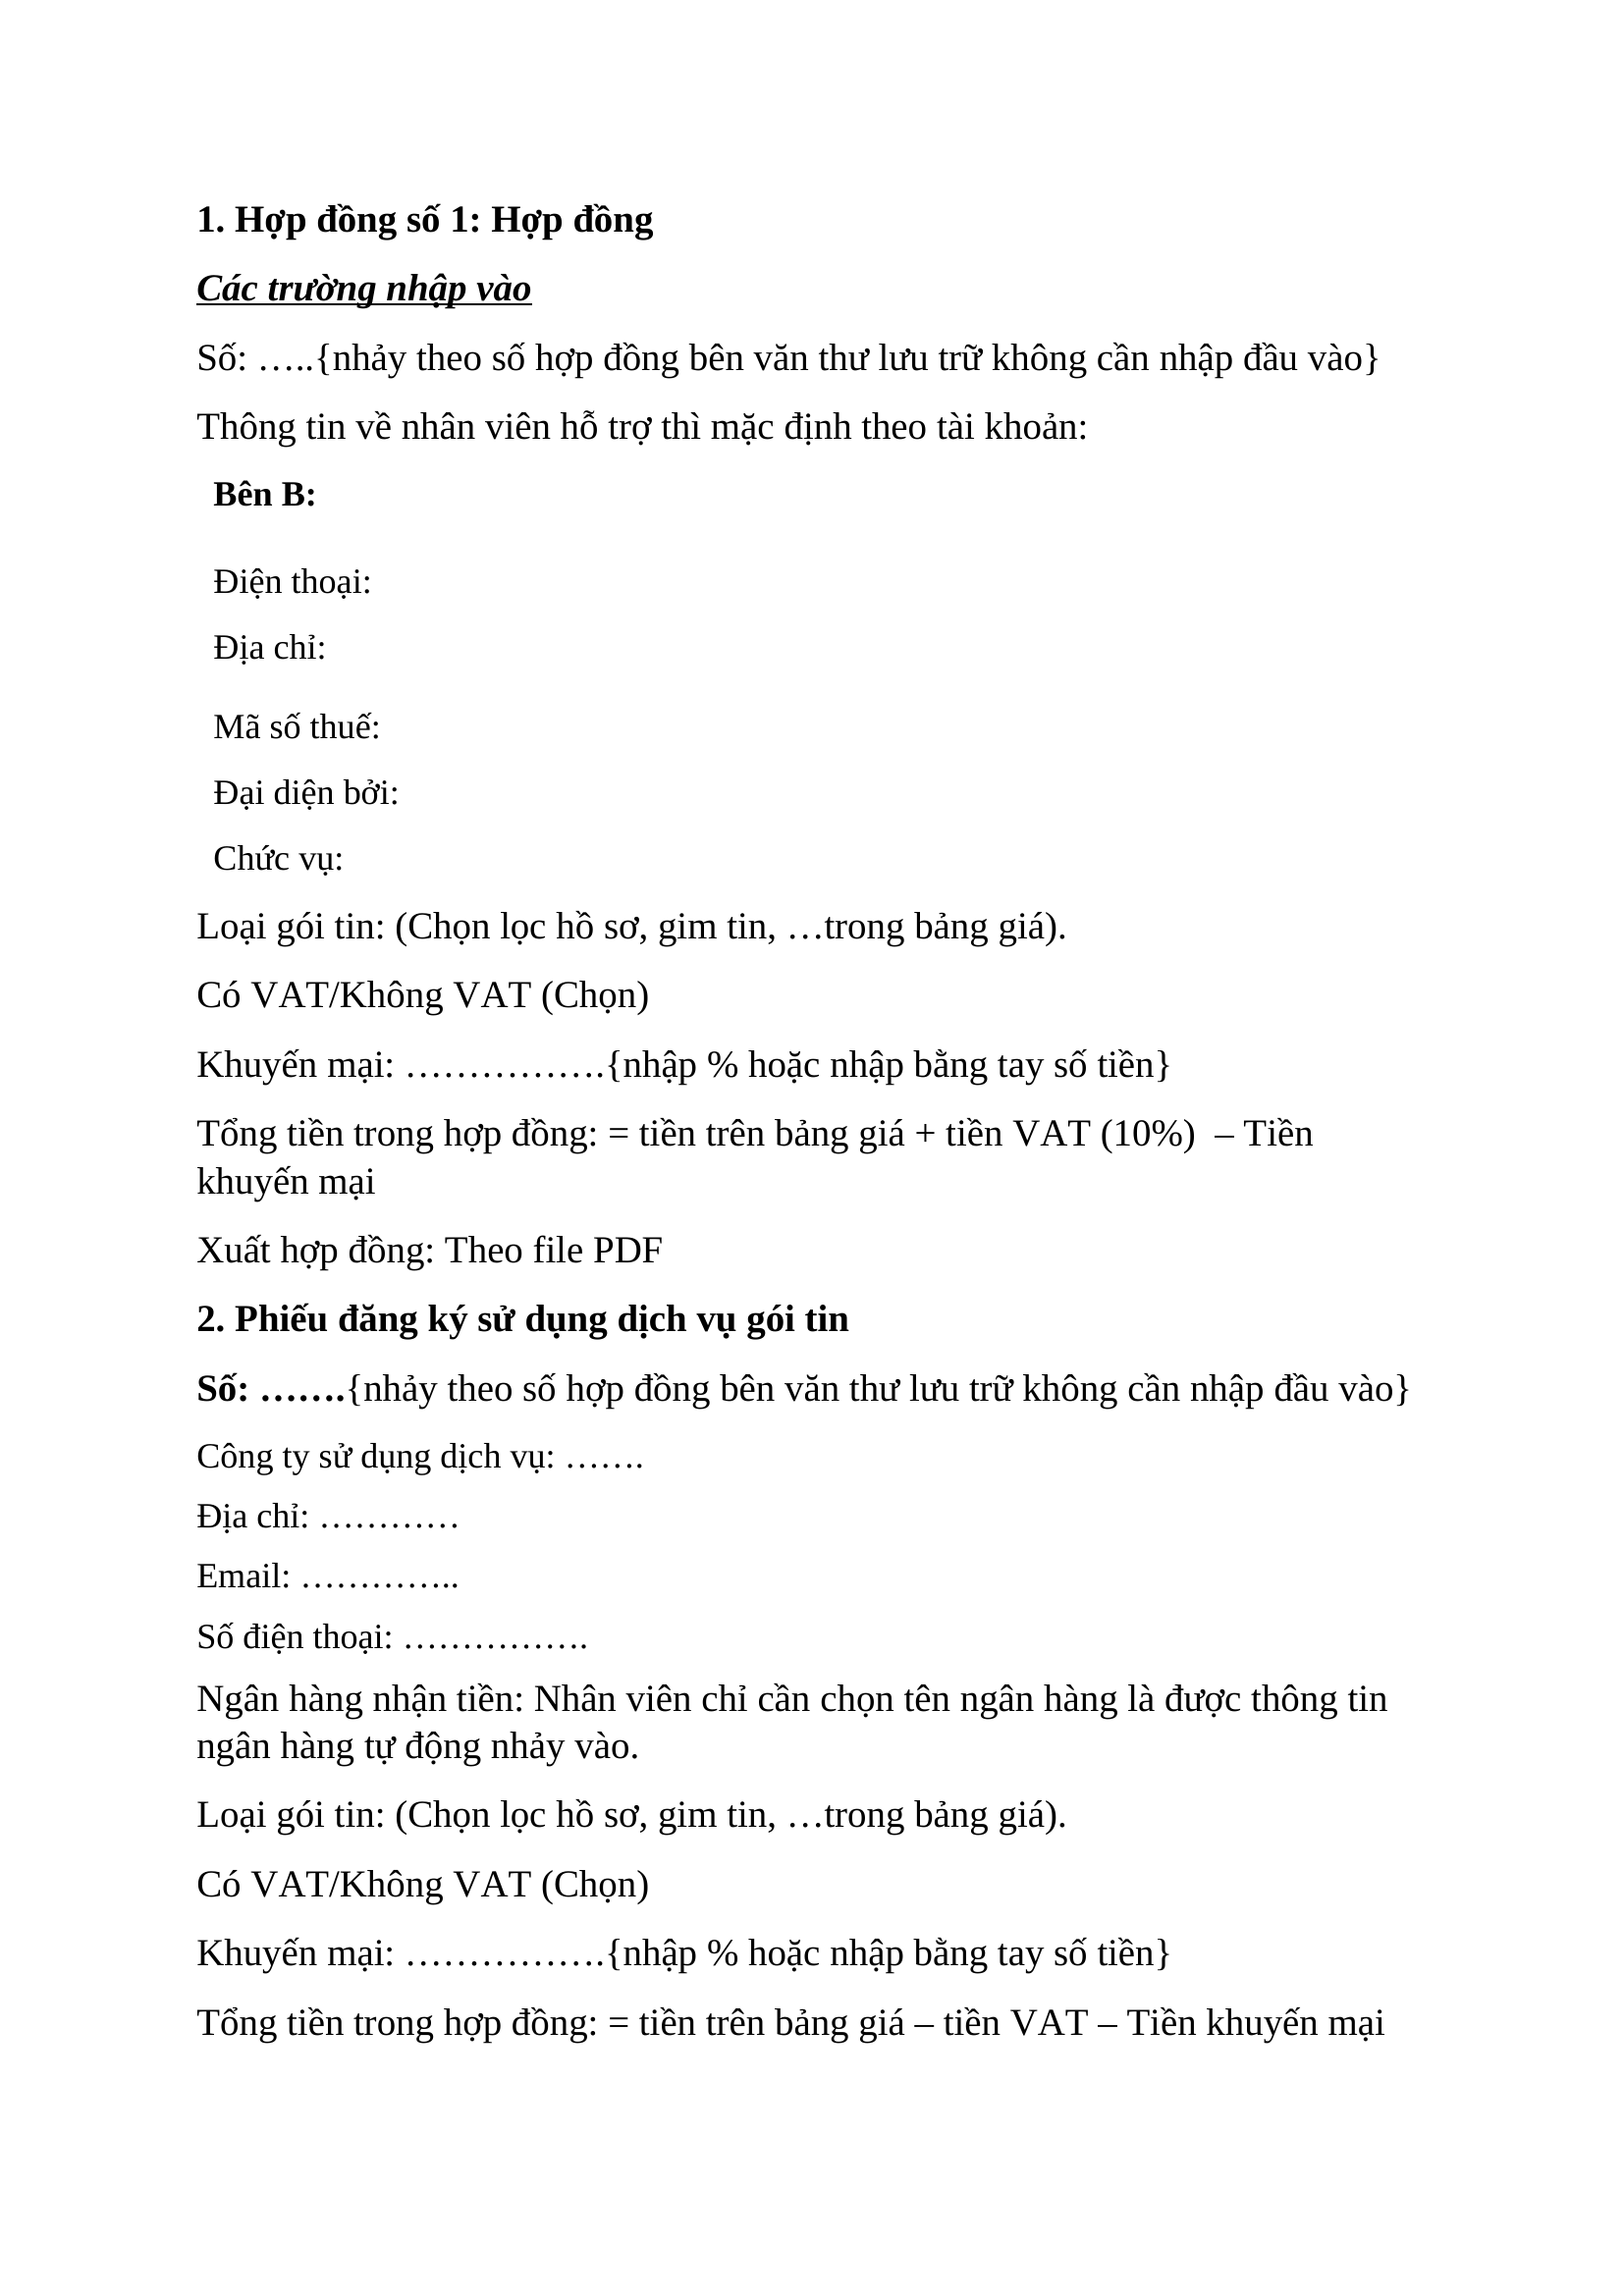 1. Hợp đồng số 1: Hợp đồng
Các trường nhập vào
Số: …..{nhảy theo số hợp đồng bên văn thư lưu trữ không cần nhập đầu vào}
Thông tin về nhân viên hỗ trợ thì mặc định theo tài khoản:
Bên B:
Điện thoại:
Địa chỉ:
Mã số thuế:
Đại diện bởi:
Chức vụ:
Loại gói tin: (Chọn lọc hồ sơ, gim tin, …trong bảng giá).
Có VAT/Không VAT (Chọn)
Khuyến mại: …………….{nhập % hoặc nhập bằng tay số tiền}
Tổng tiền trong hợp đồng: = tiền trên bảng giá + tiền VAT (10%)  – Tiền
khuyến mại
Xuất hợp đồng: Theo file PDF
2. Phiếu đăng ký sử dụng dịch vụ gói tin
Số: …….{nhảy theo số hợp đồng bên văn thư lưu trữ không cần nhập đầu vào}
Công ty sử dụng dịch vụ: …….
Địa chỉ: …………
Email: …………..
Số điện thoại: …………….
Ngân hàng nhận tiền: Nhân viên chỉ cần chọn tên ngân hàng là được thông tin
ngân hàng tự động nhảy vào.
Loại gói tin: (Chọn lọc hồ sơ, gim tin, …trong bảng giá).
Có VAT/Không VAT (Chọn)
Khuyến mại: …………….{nhập % hoặc nhập bằng tay số tiền}
Tổng tiền trong hợp đồng: = tiền trên bảng giá – tiền VAT – Tiền khuyến mại